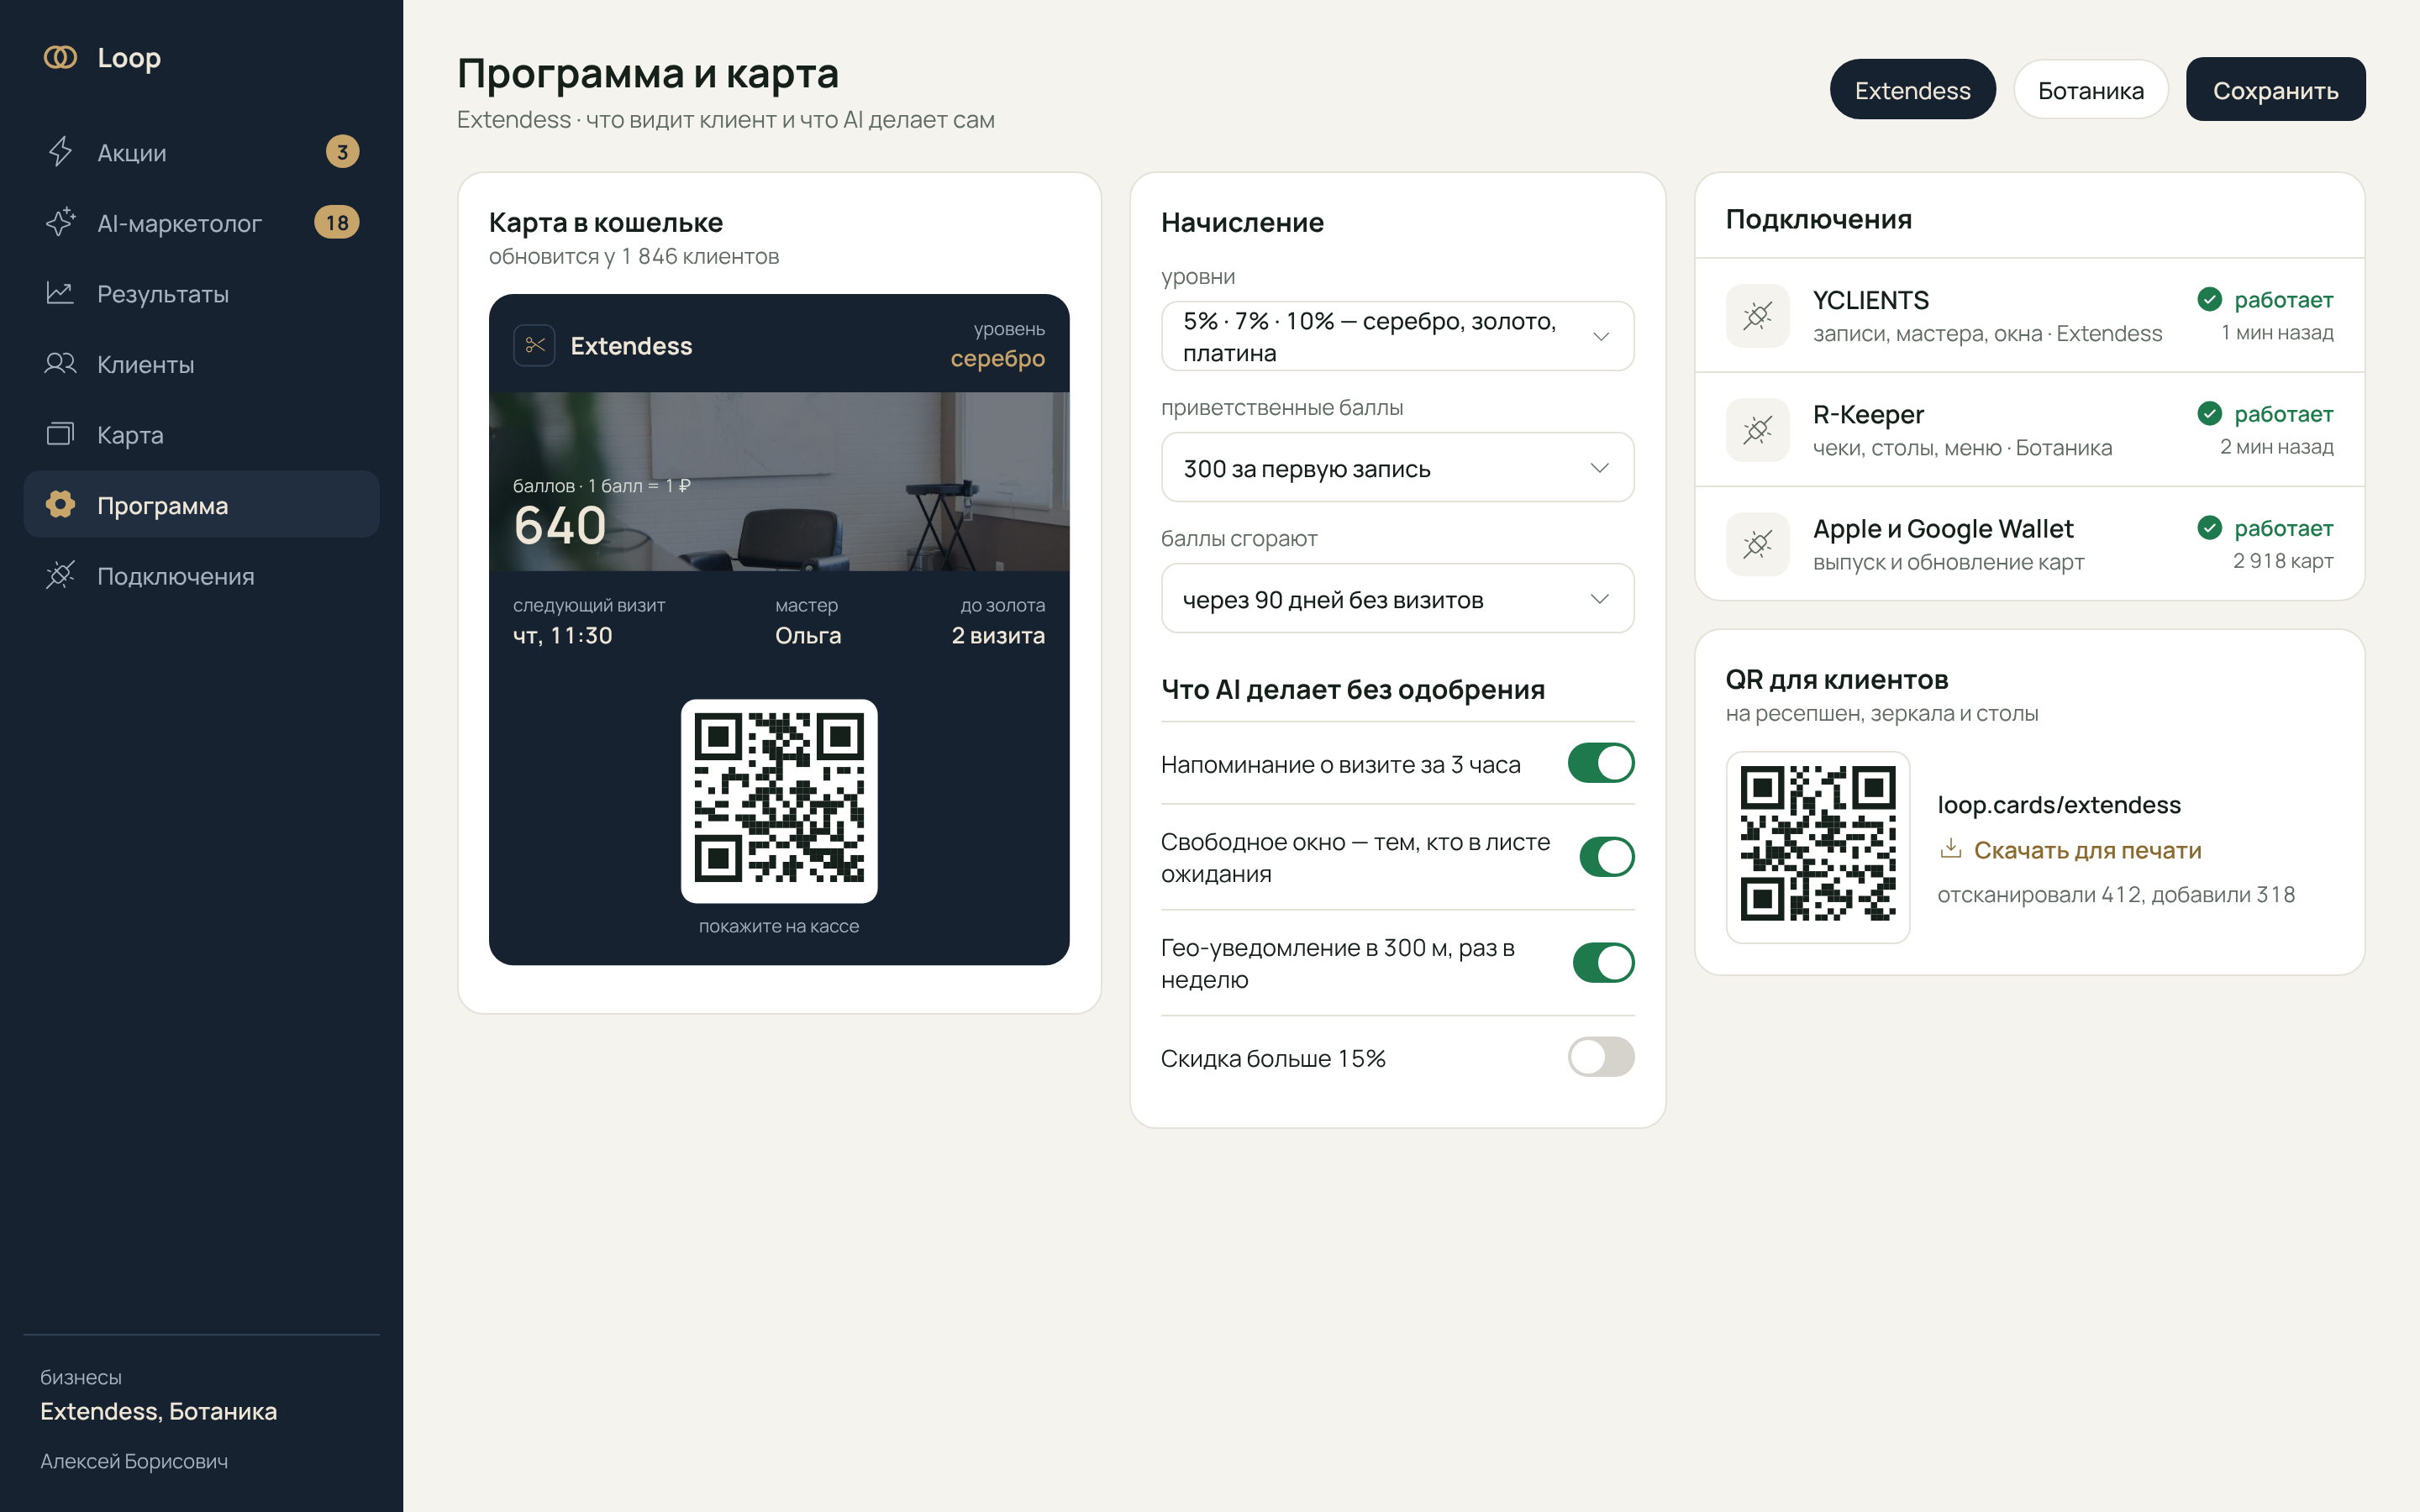 Loop
Акции
3
AI-маркетолог
18
Результаты
Клиенты
Карта
Программа
Подключения
бизнесы
Extendess, Ботаника
Алексей Борисович
Программа и карта
Extendess · что видит клиент и что AI делает сам
Extendess
Ботаника
Сохранить
Карта в кошельке
обновится у 1 846 клиентов
Extendess
уровень
серебро
баллов · 1 балл = 1 ₽
640
следующий визит
чт, 11:30
мастер
Ольга
до золота
2 визита
покажите на кассе
Начисление
уровни
5% · 7% · 10% — серебро, золото,
платина
приветственные баллы
300 за первую запись
баллы сгорают
через 90 дней без визитов
Что AI делает без одобрения
Напоминание о визите за 3 часа
Свободное окно — тем, кто в листе
ожидания
Гео-уведомление в 300 м, раз в
неделю
Скидка больше 15%
Подключения
YCLIENTS
записи, мастера, окна · Extendess
работает
1 мин назад
R-Keeper
чеки, столы, меню · Ботаника
работает
2 мин назад
Apple и Google Wallet
выпуск и обновление карт
работает
2 918 карт
QR для клиентов
на ресепшен, зеркала и столы
loop.cards/extendess
Скачать для печати
отсканировали 412, добавили 318